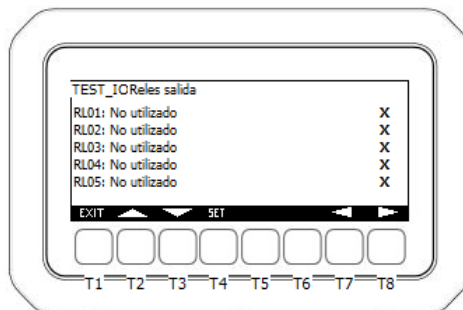 TEST_IOReles salida
RL01: No utilizado X
RL02: No utilizado X
RL03: No utilizado X
RL04: No utilizado X
RL05: No utilizado X
EXIT SET
T1 T2 T3 T4 T5 T6 T7 T8